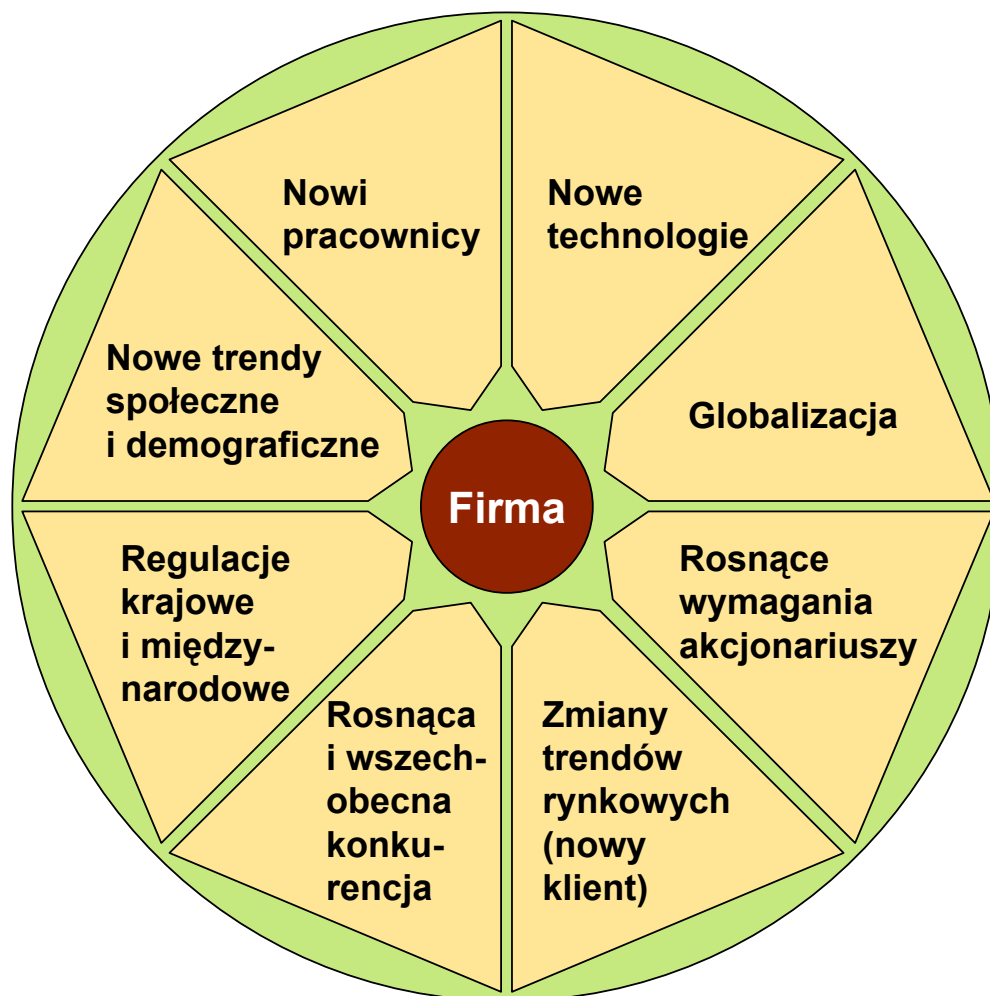 Nowi
pracownicy
Nowe
technologie
Nowe trendy
społeczne
i demograficzne
Globalizacja
Firma
Regulacje
krajowe
i między-
narodowe
Rosnące
wymagania
akcjonariuszy
Rosnąca
i wszech-
obecna
konku-
rencja
Zmiany
trendów
rynkowych
(nowy
klient)